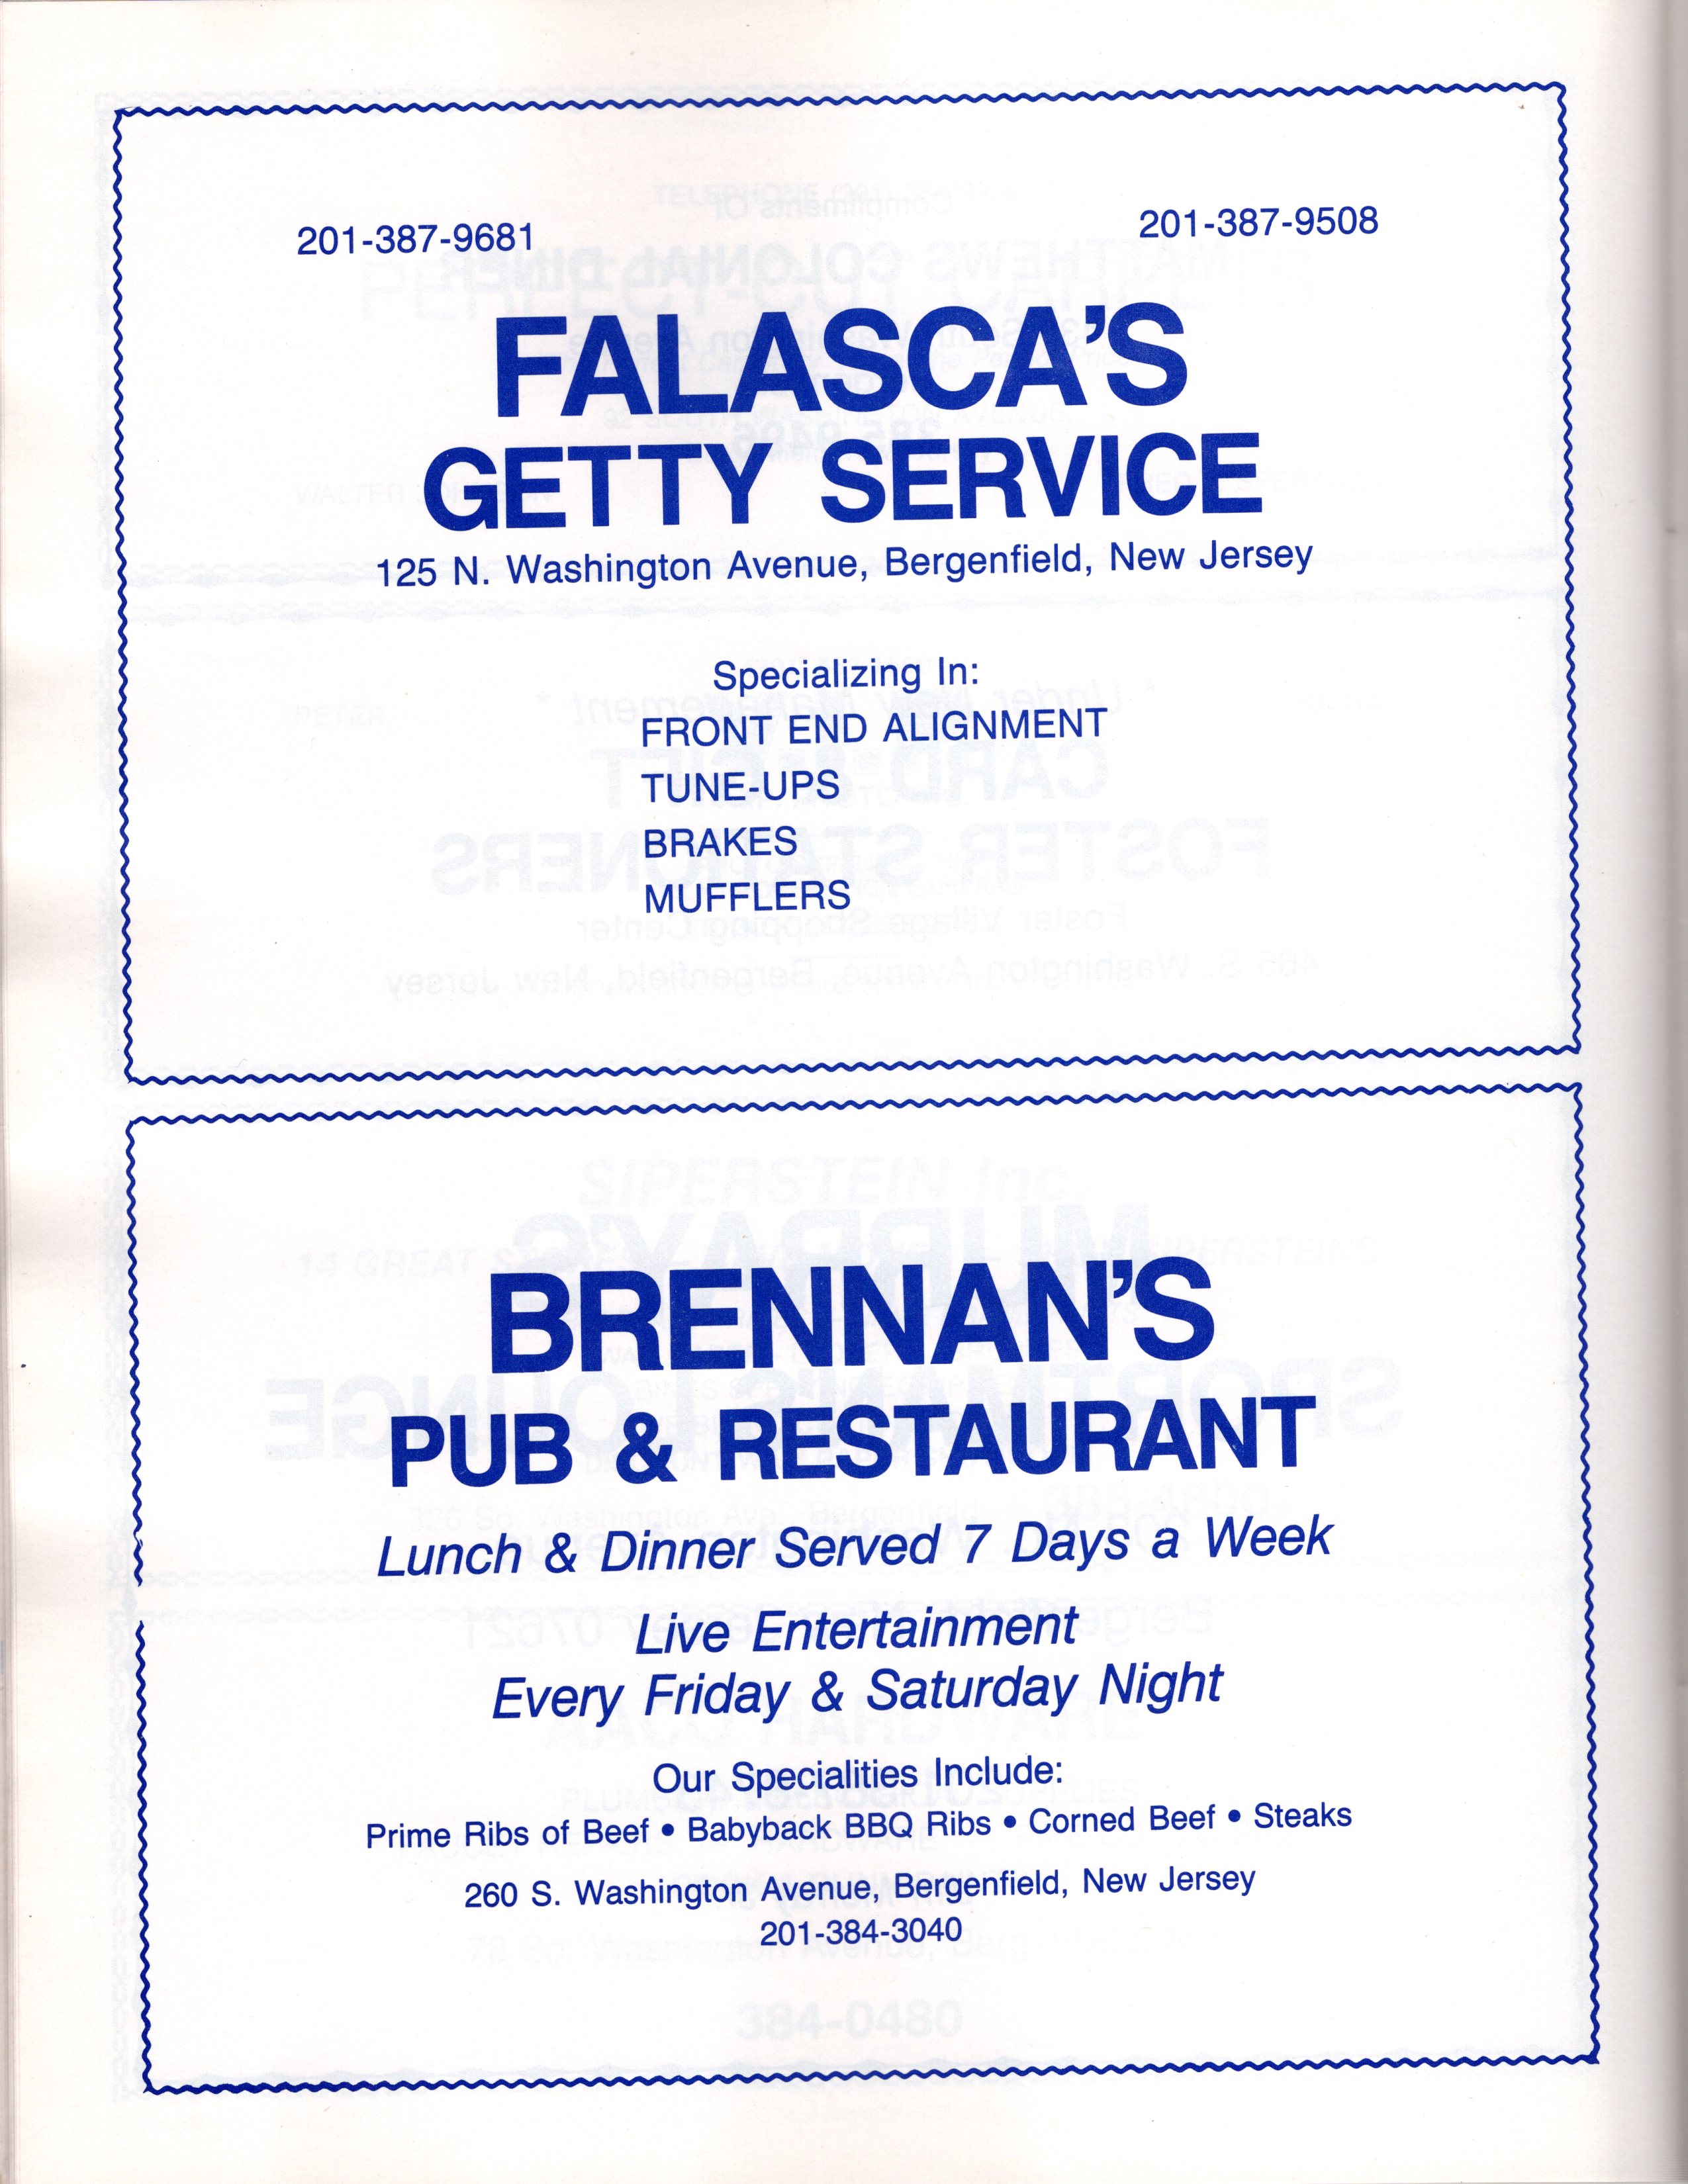 201-387-9681 201-387-9508
FALASCA'S
GETTY SERVICE
125 N. Washington Avenue, Bergenfield, New Jersey
Specializing In:
FRONT END ALIGNMENT
TUNE-UPS
BRAKES
MUFFLERS
BRENNAN'S
PUB & RESTAURANT
Lunch & Dinner Served 7 Days a Week
Live Entertainment
Every Friday & Saturday Night
Our Specialities Include:
Prime Ribs of Beef • Babyback BBQ Ribs • Corned Beef • Steaks
260 S. Washington Avenue, Bergenfield, New Jersey
201-384-3040